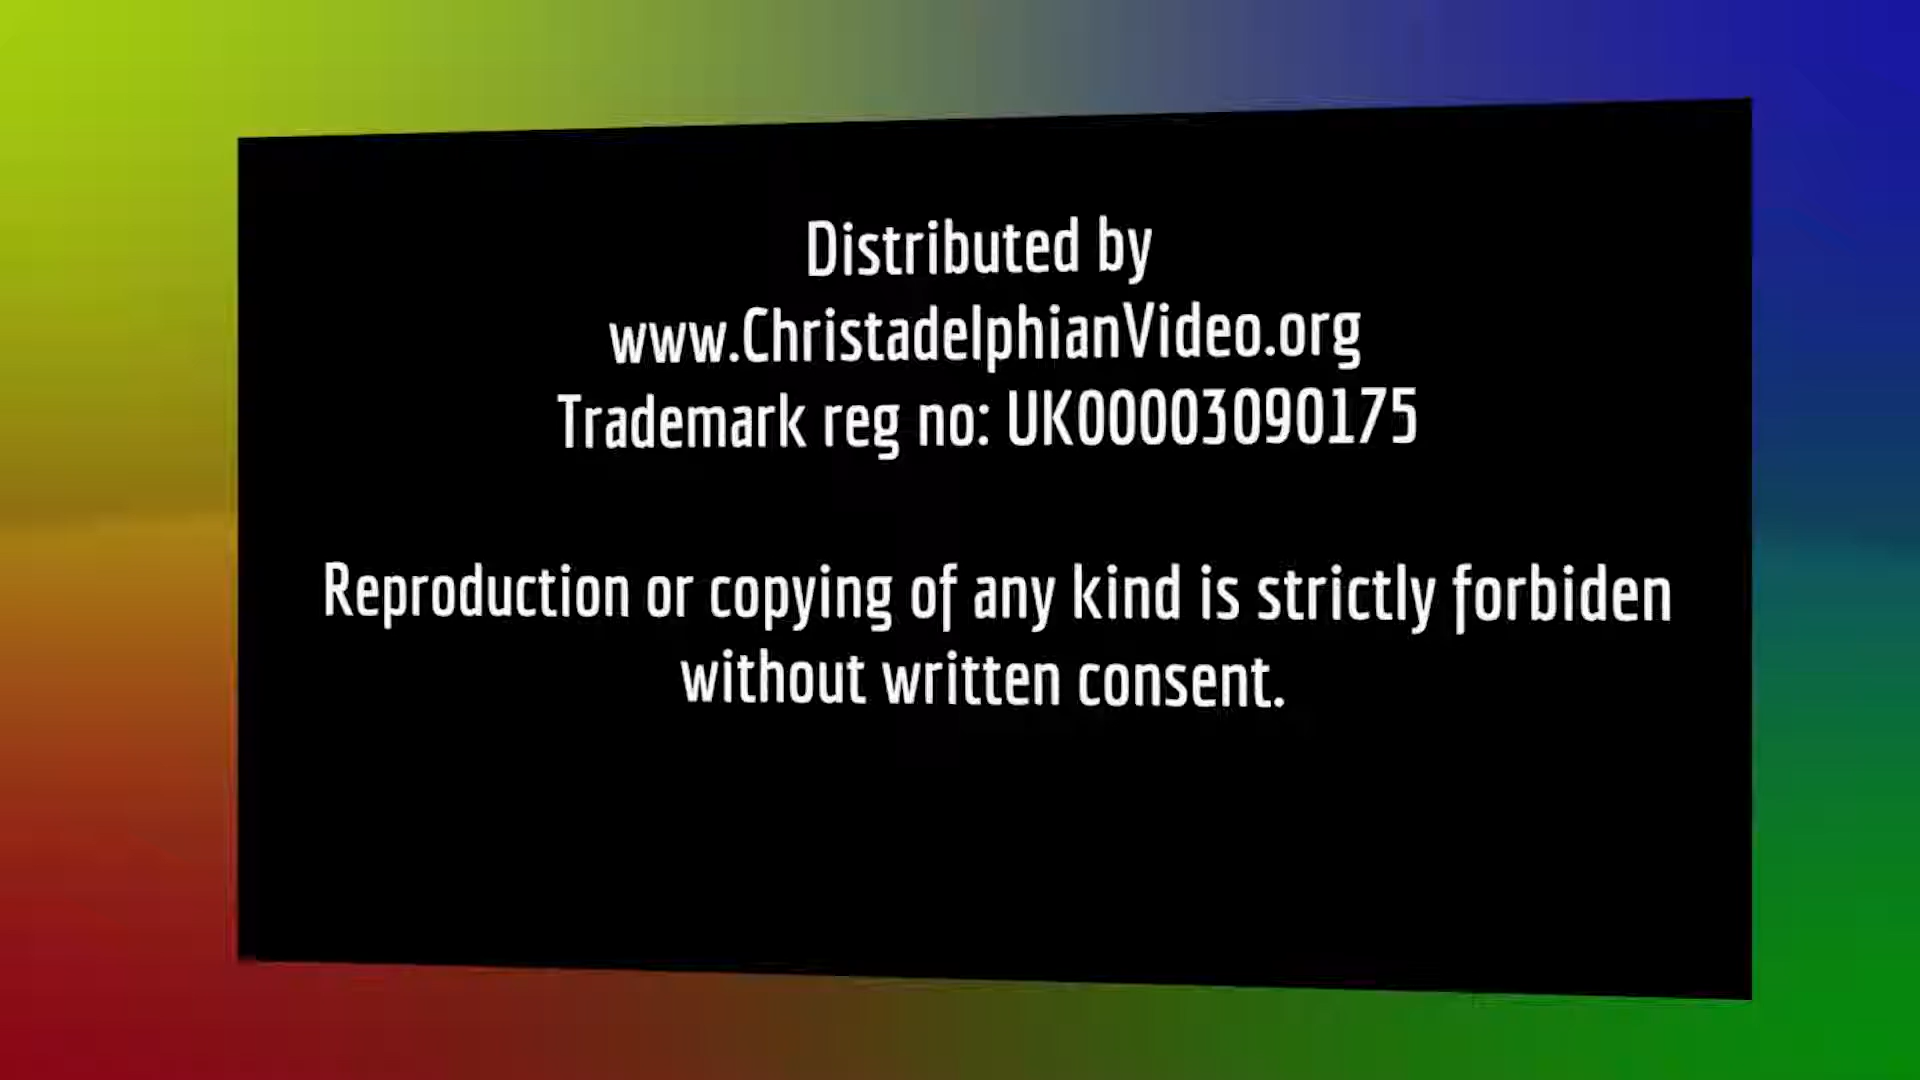 Distributed by
www.ChristadelphianVideo.org
Trademark reg no: UK00003090175
Reproduction or copying of any kind is strictly forbiden
without written consent.